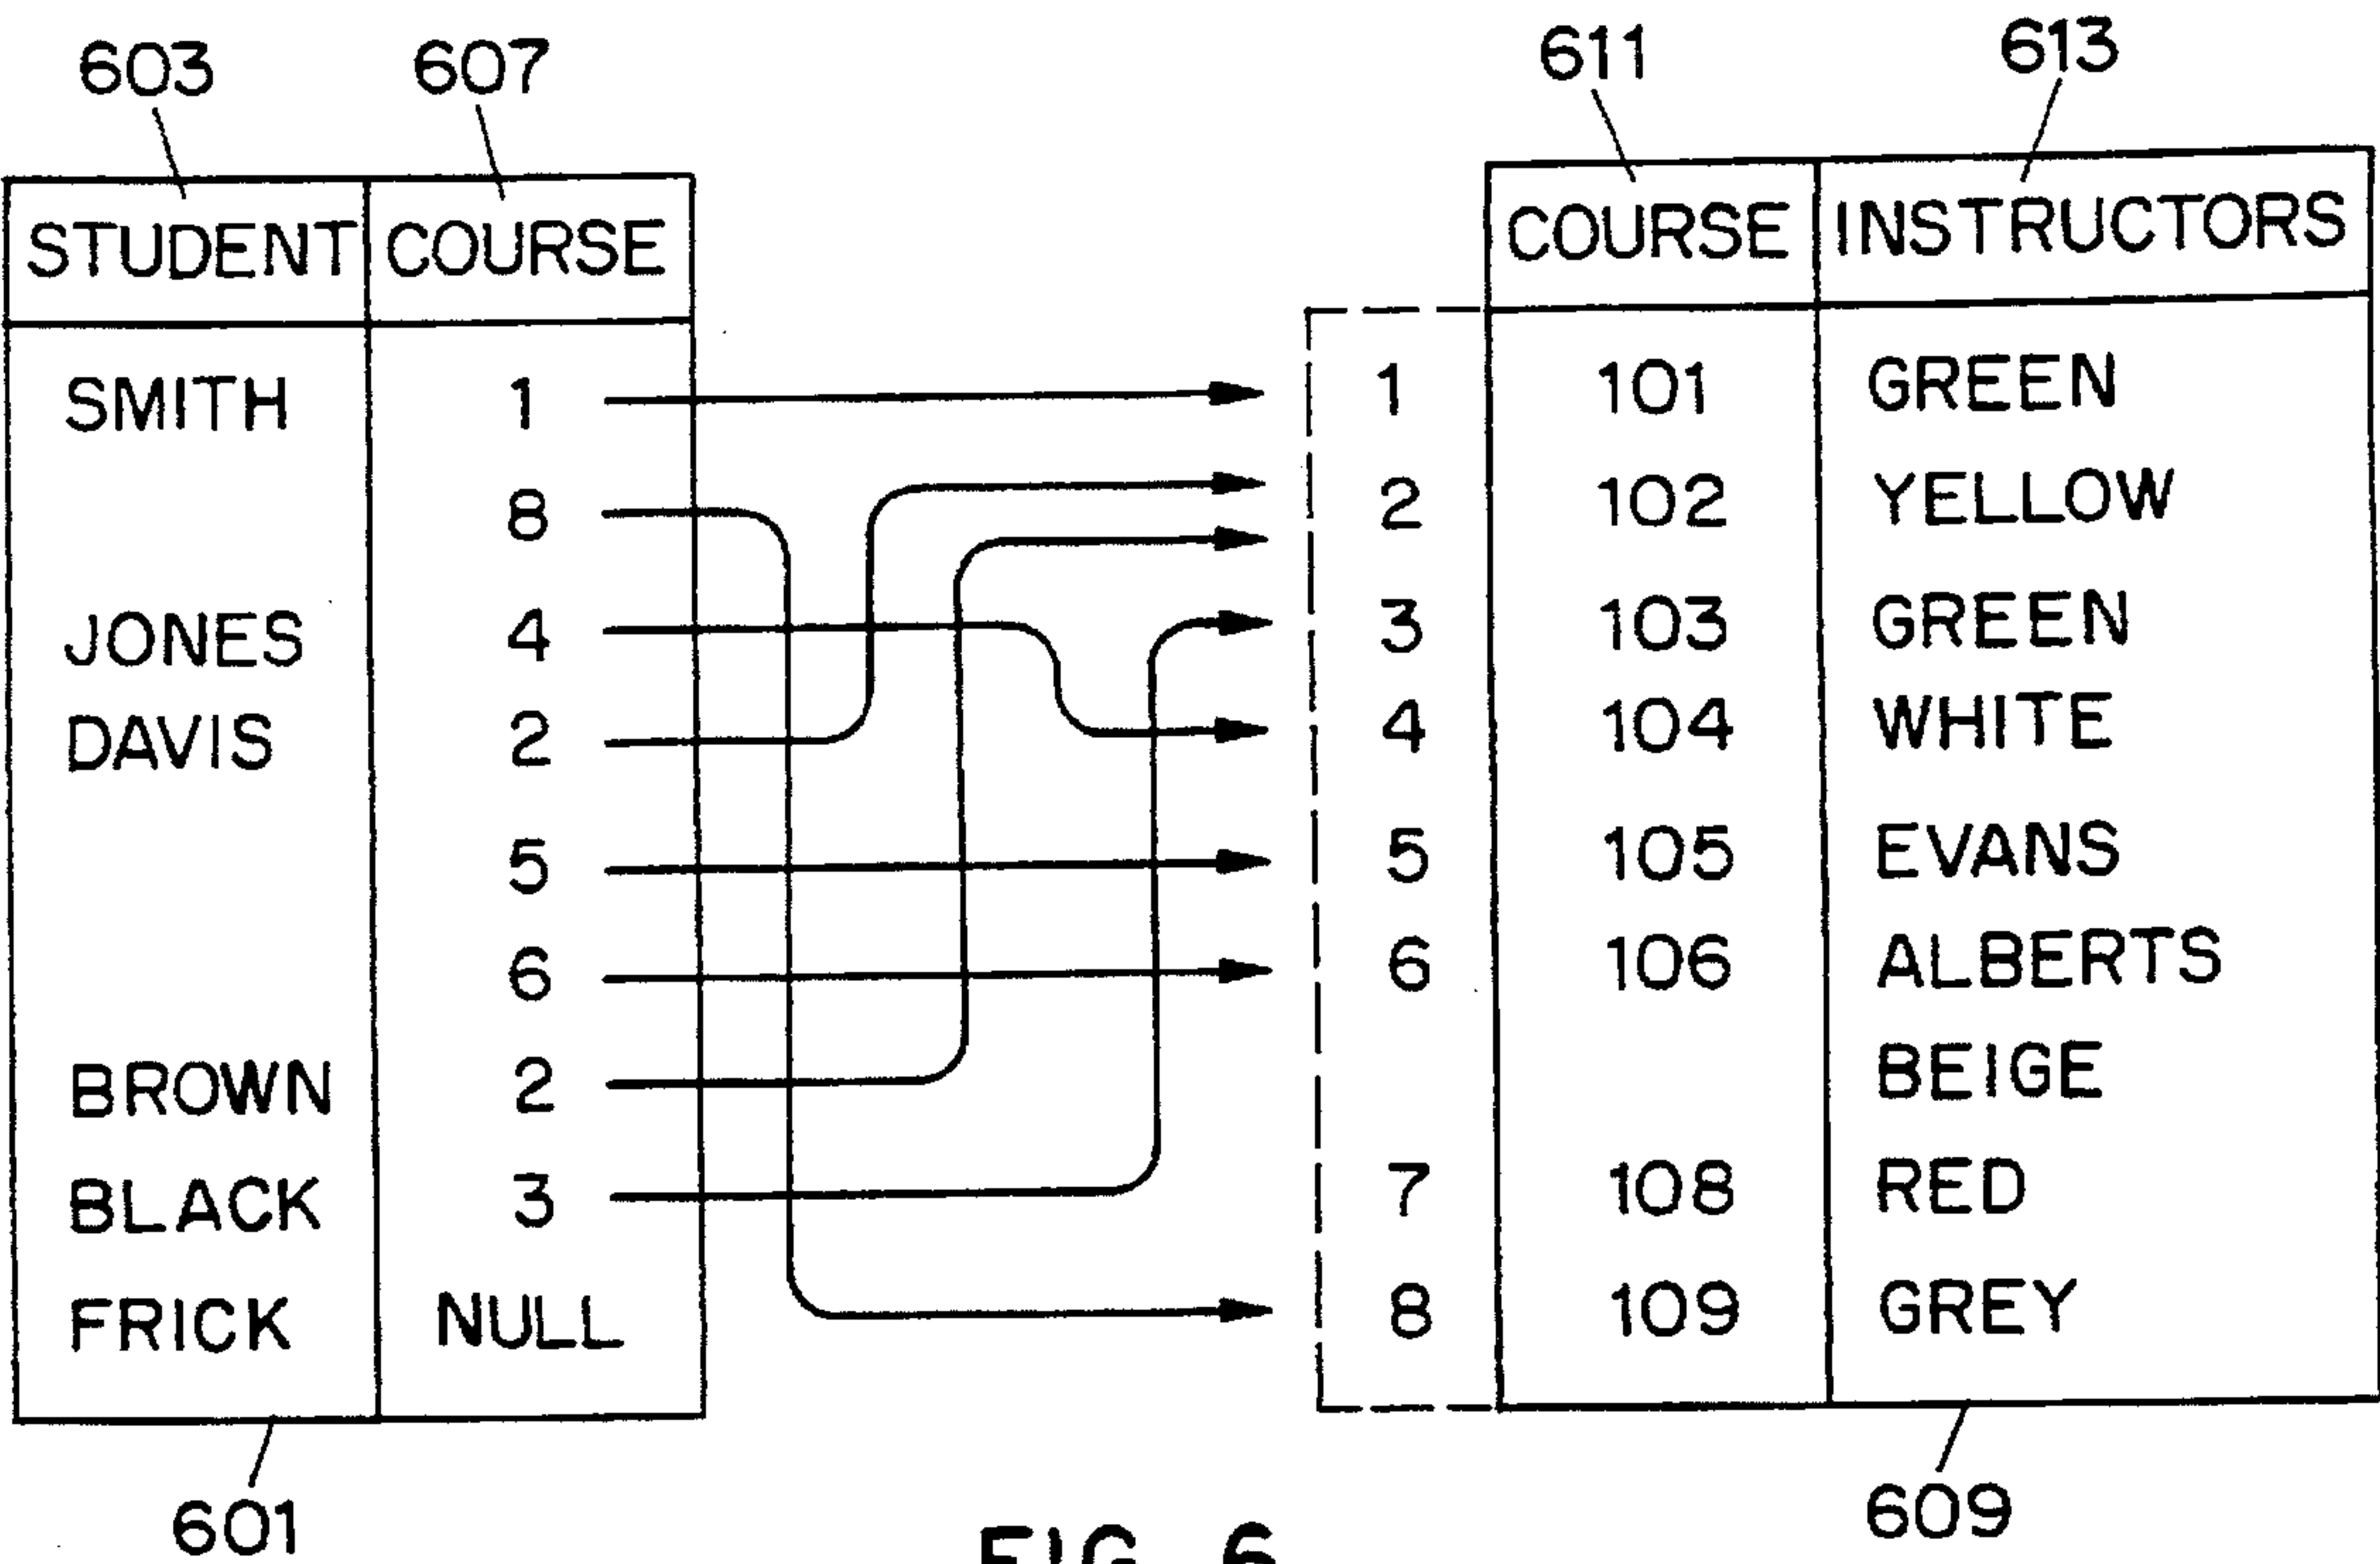 603 607 611 613
STUDENT COURSE COURSE INSTRUCTORS
SMITH 1 1 101 GREEN
8 2 102 YELLOW
JONES 4 3 103 GREEN
DAVIS 2 4 104 WHITE
5 5 105 EVANS
6 6 106 ALBERTS
BROWN 2 BEIGE
BLACK 3 7 108 RED
FRICK NULL 8 109 GREY
601 609
FIG. 6